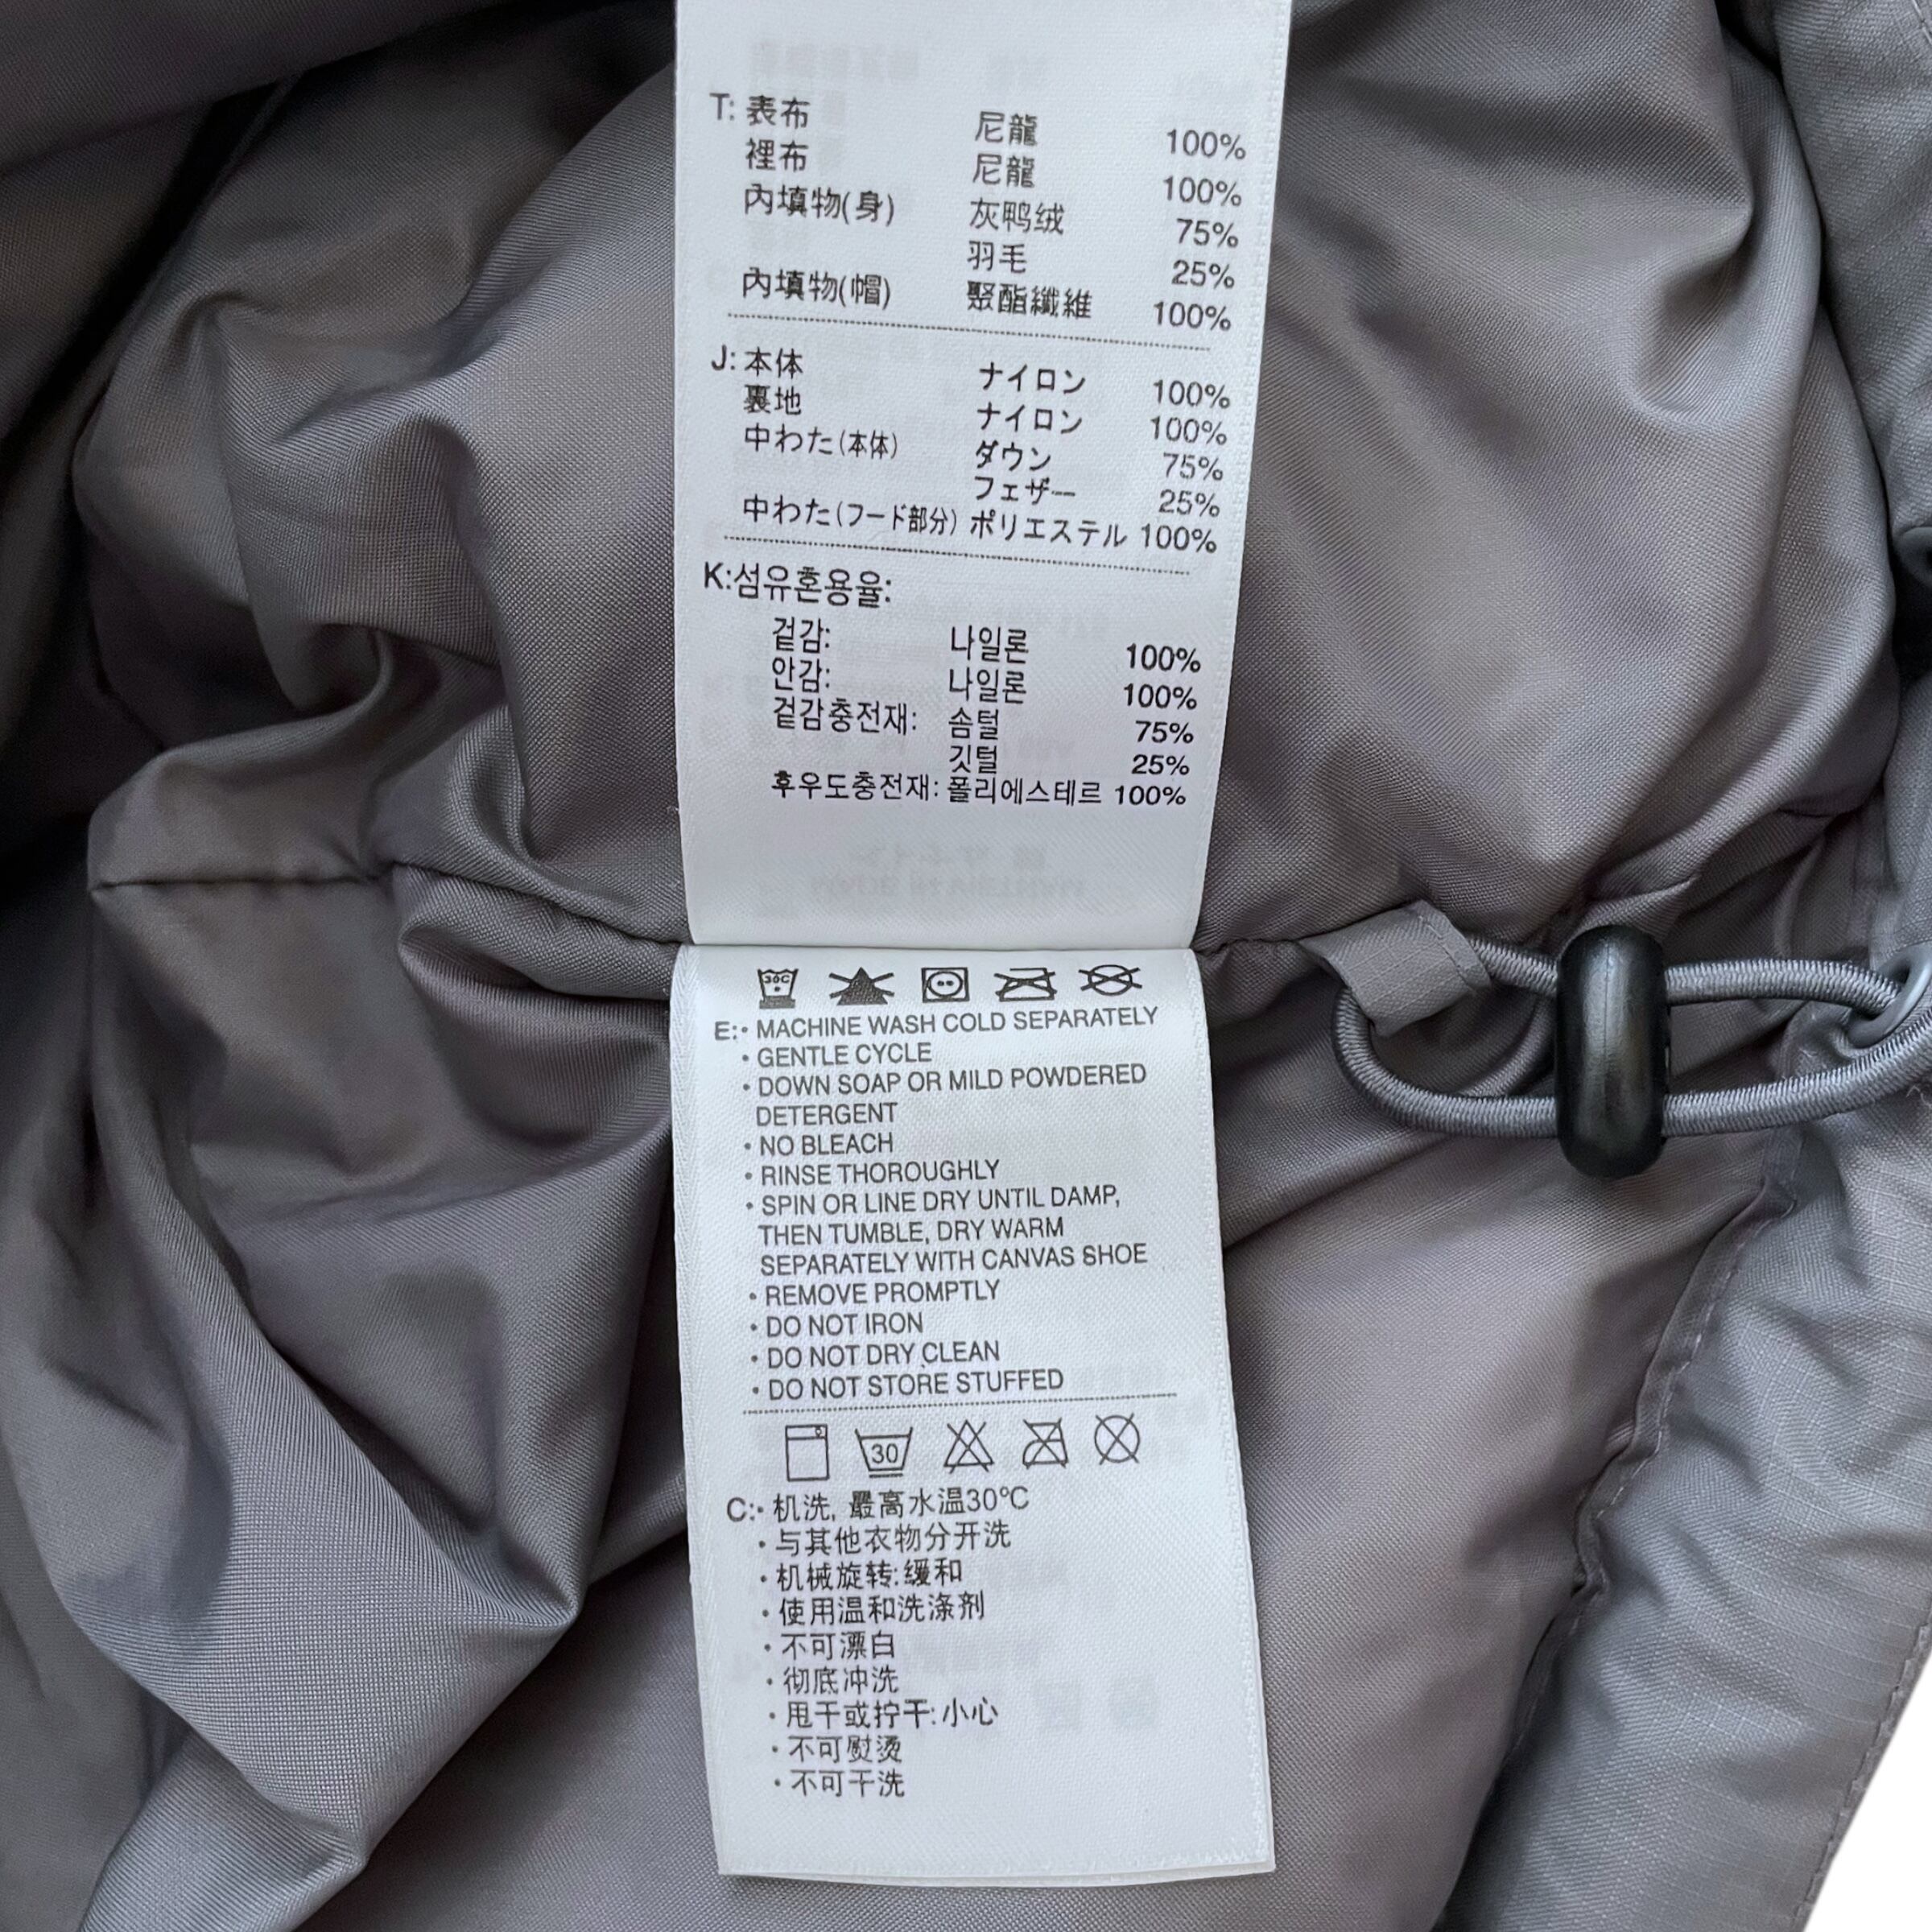 T: 表布 尼龍 100%
裡布 尼龍 100%
內填物(身) 灰鸭绒 75%
羽毛 25%
內填物(帽) 聚酯纖維 100%
J: 本体 ナイロン 100%
裏地 ナイロン 100%
中わた(本体) ダウン 75%
フェザー 25%
中わた(フード部分) ポリエステル 100%
K:섬유혼용율:
겉감: 나일론 100%
안감: 나일론 100%
겉감충전재: 솜털 75%
깃털 25%
후우도충전재: 폴리에스테르 100%
30C
E:• MACHINE WASH COLD SEPARATELY
• GENTLE CYCLE
• DOWN SOAP OR MILD POWDERED
DETERGENT
• NO BLEACH
• RINSE THOROUGHLY
• SPIN OR LINE DRY UNTIL DAMP,
THEN TUMBLE, DRY WARM
SEPARATELY WITH CANVAS SHOE
• REMOVE PROMPTLY
• DO NOT IRON
• DO NOT DRY CLEAN
• DO NOT STORE STUFFED
30
C:• 机洗, 最高水温30°C
• 与其他衣物分开洗
• 机械旋转:缓和
• 使用温和洗涤剂
• 不可漂白
• 彻底冲洗
• 甩干或拧干:小心
• 不可熨烫
• 不可干洗